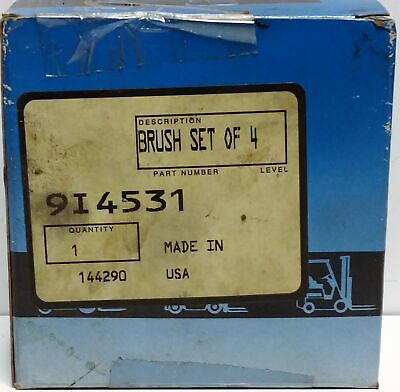 DESCRIPTION
BRUSH SET OF 4
PART NUMBER LEVEL
9I4531
QUANTITY
1 MADE IN
144290 USA